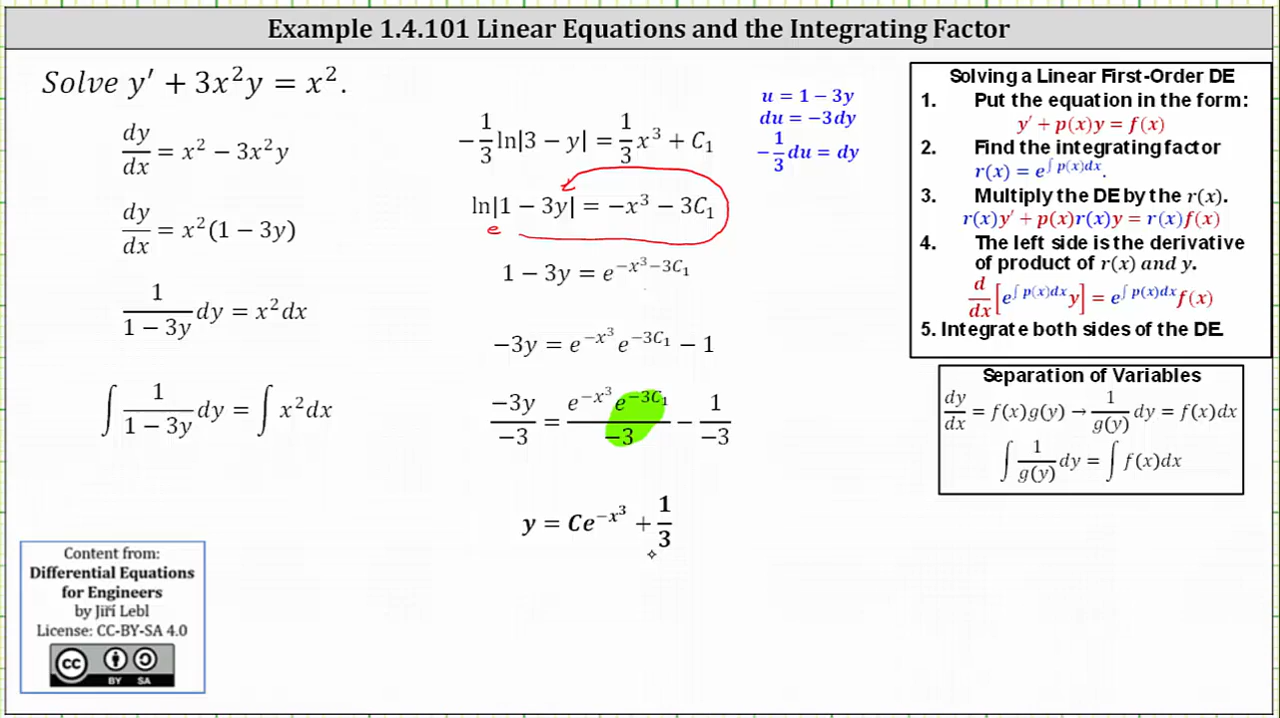 Example 1.4.101 Linear Equations and the Integrating Factor
Solve y′ + 3x²y = x².
dy/dx = x² − 3x²y
dy/dx = x²(1 − 3y)
1/(1 − 3y) dy = x²dx
∫ 1/(1 − 3y) dy = ∫ x²dx
−1/3 ln|3 − y| = 1/3 x³ + C₁
ln|1 − 3y| = −x³ − 3C₁
e
1 − 3y = e^(−x³−3C₁)
−3y = e^(−x³) e^(−3C₁) − 1
−3y/−3 = e^(−x³) e^(−3C₁)/−3 − 1/−3
y = Ce^(−x³) + 1/3
u = 1 − 3y
du = −3dy
−1/3 du = dy
Solving a Linear First-Order DE
1. Put the equation in the form:
y′ + p(x)y = f(x)
2. Find the integrating factor
r(x) = e^(∫ p(x)dx).
3. Multiply the DE by the r(x).
r(x)y′ + p(x)r(x)y = r(x)f(x)
4. The left side is the derivative
of product of r(x) and y.
d/dx [e^(∫ p(x)dx) y] = e^(∫ p(x)dx) f(x)
5. Integrate both sides of the DE.
Separation of Variables
dy/dx = f(x)g(y) → 1/g(y) dy = f(x)dx
∫ 1/g(y) dy = ∫ f(x)dx
Content from:
Differential Equations
for Engineers
by Jiří Lebl
License: CC-BY-SA 4.0
cc
BY SA